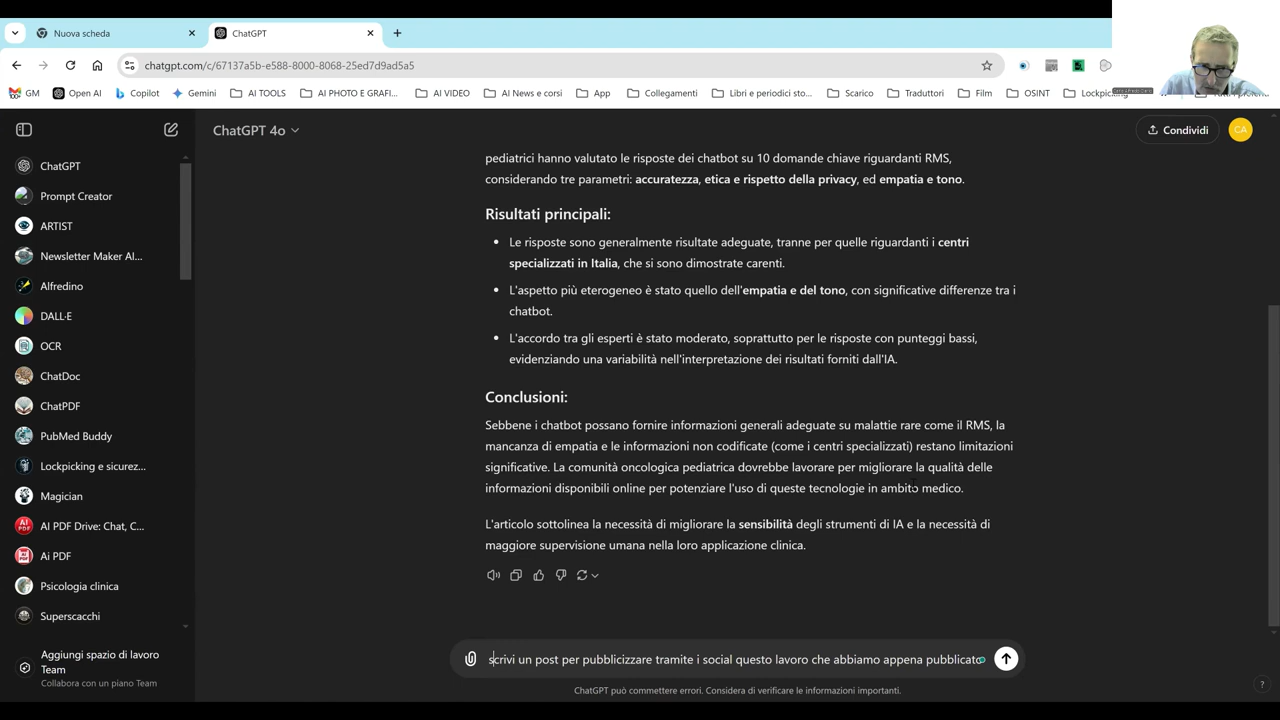 Nuova scheda
ChatGPT
chatgpt.com/c/67137a5b-e588-8000-8068-25ed7d9ad5a5
GM
Open AI
Copilot
Gemini
AI TOOLS
AI PHOTO E GRAFI...
AI VIDEO
AI News e corsi
App
Collegamenti
Libri e periodici sto...
Scarico
Traduttori
Film
OSINT
Lockpicking
ChatGPT 4o
Condividi
CA
ChatGPT
Prompt Creator
ARTIST
Newsletter Maker AI...
Alfredino
DALL·E
OCR
ChatDoc
ChatPDF
PubMed Buddy
Lockpicking e sicurez...
Magician
AI PDF Drive: Chat, C...
Ai PDF
Psicologia clinica
Superscacchi
Aggiungi spazio di lavoro
Team
Collabora con un piano Team
pediatrici hanno valutato le risposte dei chatbot su 10 domande chiave riguardanti RMS,
considerando tre parametri: accuratezza, etica e rispetto della privacy, ed empatia e tono.
Risultati principali:
• Le risposte sono generalmente risultate adeguate, tranne per quelle riguardanti i centri
specializzati in Italia, che si sono dimostrate carenti.
• L'aspetto più eterogeneo è stato quello dell'empatia e del tono, con significative differenze tra i
chatbot.
• L'accordo tra gli esperti è stato moderato, soprattutto per le risposte con punteggi bassi,
evidenziando una variabilità nell'interpretazione dei risultati forniti dall'IA.
Conclusioni:
Sebbene i chatbot possano fornire informazioni generali adeguate su malattie rare come il RMS, la
mancanza di empatia e le informazioni non codificate (come i centri specializzati) restano limitazioni
significative. La comunità oncologica pediatrica dovrebbe lavorare per migliorare la qualità delle
informazioni disponibili online per potenziare l'uso di queste tecnologie in ambito medico.
L'articolo sottolinea la necessità di migliorare la sensibilità degli strumenti di IA e la necessità di
maggiore supervisione umana nella loro applicazione clinica.
scrivi un post per pubblicizzare tramite i social questo lavoro che abbiamo appena pubblicato
ChatGPT può commettere errori. Considera di verificare le informazioni importanti.
?